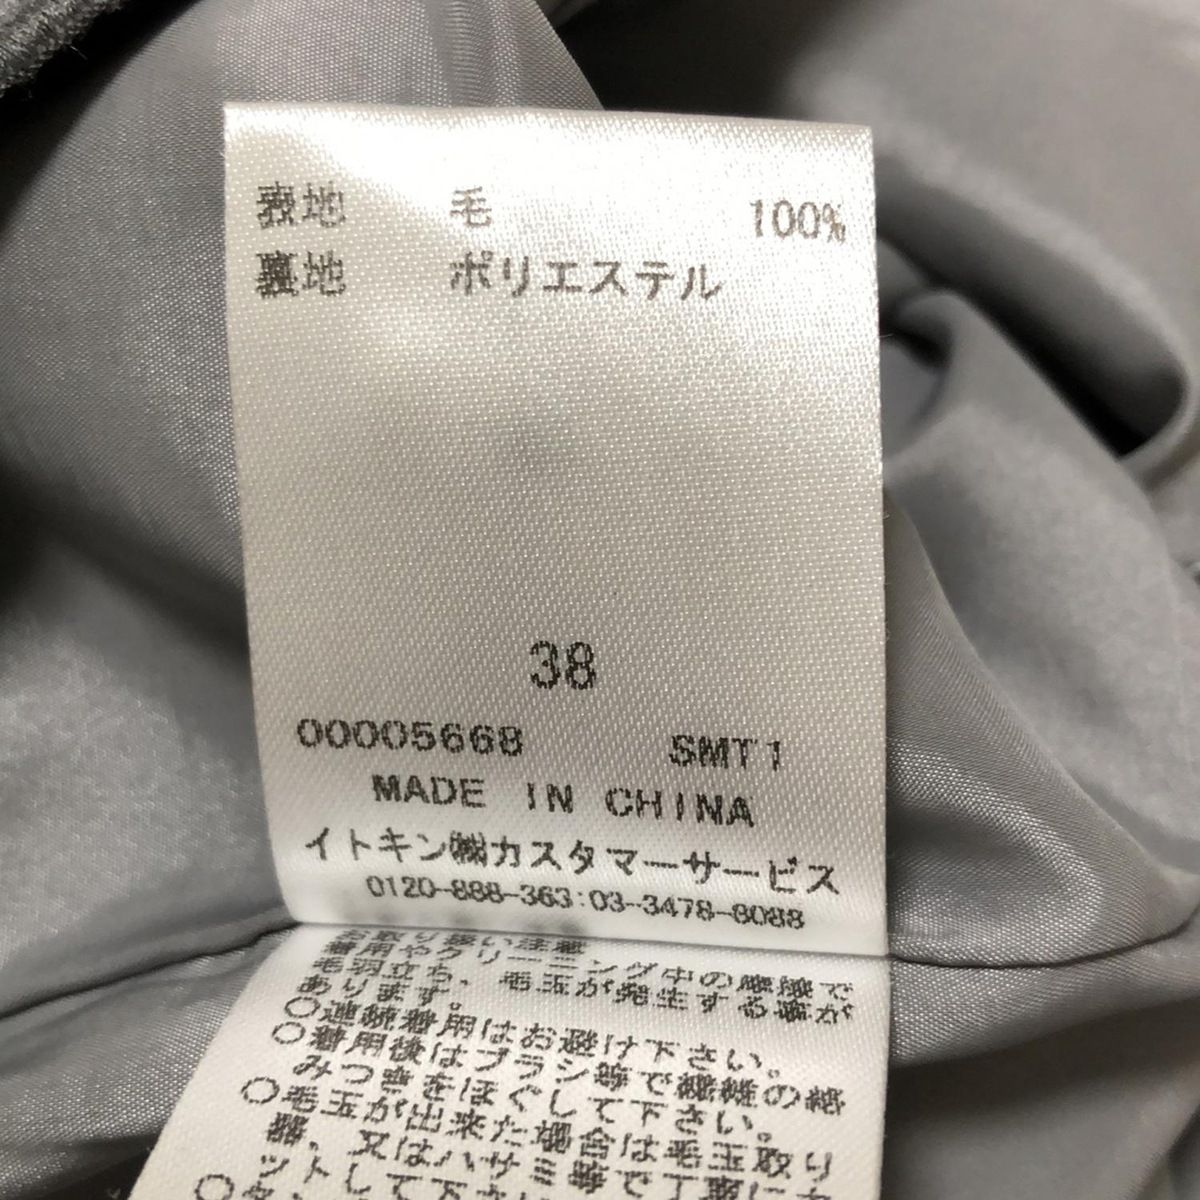 表地 毛 100%
裏地 ポリエステル
38
00005668 SMT1
MADE IN CHINA
イトキン㈱カスタマーサービス
0120-888-363:03-3478-8088
お取り扱い注意
着用やクリーニング中の摩擦で
毛羽立ち、毛玉が発生する事が
あります。
○連続着用はお避け下さい。
○着用後はブラシ等で繊維の絡
みつきをほぐして下さい。
○毛玉が出来た場合は毛玉取り
器、又はハサミ等で丁寧にカ
ットして下さい